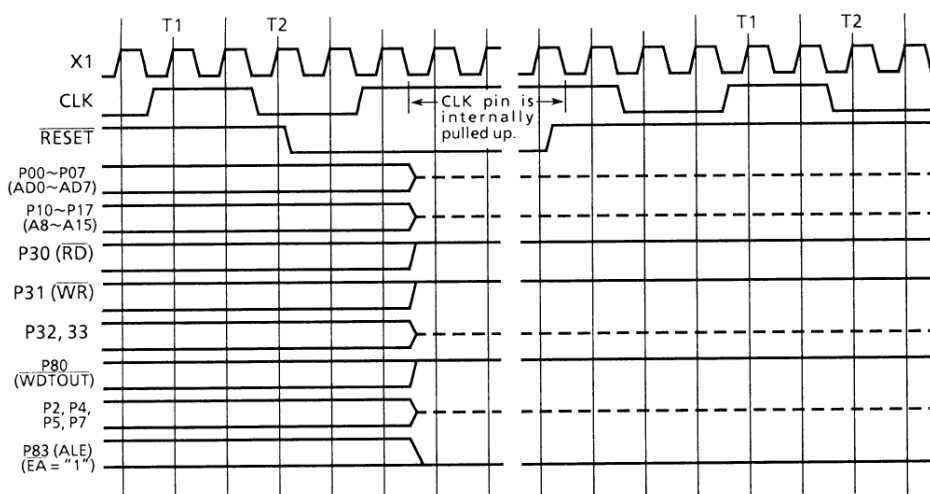 T1 T2 T1 T2
X1
CLK
CLK pin is
internally
pulled up.
RESET
P00~P07
(AD0~AD7)
P10~P17
(A8~A15)
P30 (RD)
P31 (WR)
P32, 33
P80
(WDTOUT)
P2, P4,
P5, P7
P83 (ALE)
(EA = "1")